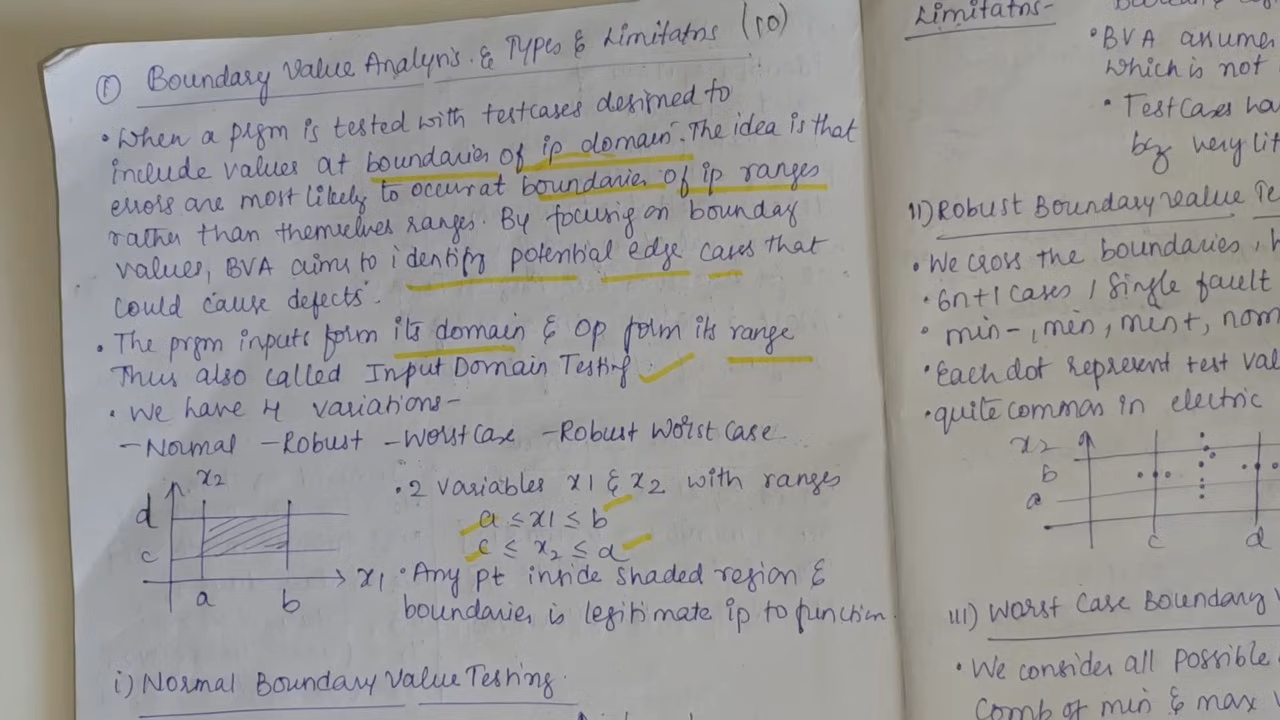 ① Boundary Value Analysis & Types & Limitatns (10)
• When a prgm is tested with testcases desimed to
include values at boundaries of ip domain. The idea is that
errors are most likely to occur at boundaries of ip ranges
rather than themselves ranges. By focusing on bounday
values, BVA aims to identify potential edge cases that
could cause defects.
• The prgm inputs form its domain & op form its range
Thus also called Input Domain Testing
• We have 4 variations-
-Normal -Robust -Worst case -Robust Worst Case
x2
d
c
a b
x1
• 2 variables x1 & x2 with ranges
a ≤ x1 ≤ b
c ≤ x2 ≤ d
• Any pt inside shaded region &
boundaries is legitimate ip to function.
i) Normal Boundary Value Testing.
Limitatns-
• BVA assume
which is not
• Testcases ha
bcz very lit
II) Robust Boundary Value Te
• We cross the boundaries,
• 6n+1 cases / Single fault
• min-, min, min+, nom
• Each dot represent test val
• quite common in electric
x2
b
a
c d
III) Worst Case Boundary V
• We consider all possible
Comb of min & max